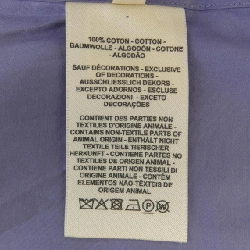 100% COTON - COTTON -
BAUMWOLLE - ALGODÓN - COTONE
ALGODÃO
SAUF DÉCORATIONS - EXCLUSIVE
OF DECORATIONS -
AUSSCHLIESSLICH DEKORS -
EXCEPTO ADORNOS - ESCLUSE
DECORAZIONI - EXCETO
DECORAÇÕES
CONTIENT DES PARTIES NON
TEXTILES D'ORIGINE ANIMALE -
CONTAINS NON-TEXTILE PARTS OF
ANIMAL ORIGIN - ENTHÄLT NICHT
TEXTILE TEILE TIERISCHER
HERKUNFT - CONTIENE PARTES NO
TEXTILES DE ORIGEN ANIMAL -
CONTIENE PARTI NON TESSILI DI
ORIGINE ANIMALE - CONTÉM
ELEMENTOS NÃO TÊXTEIS DE
ORIGEM ANIMAL